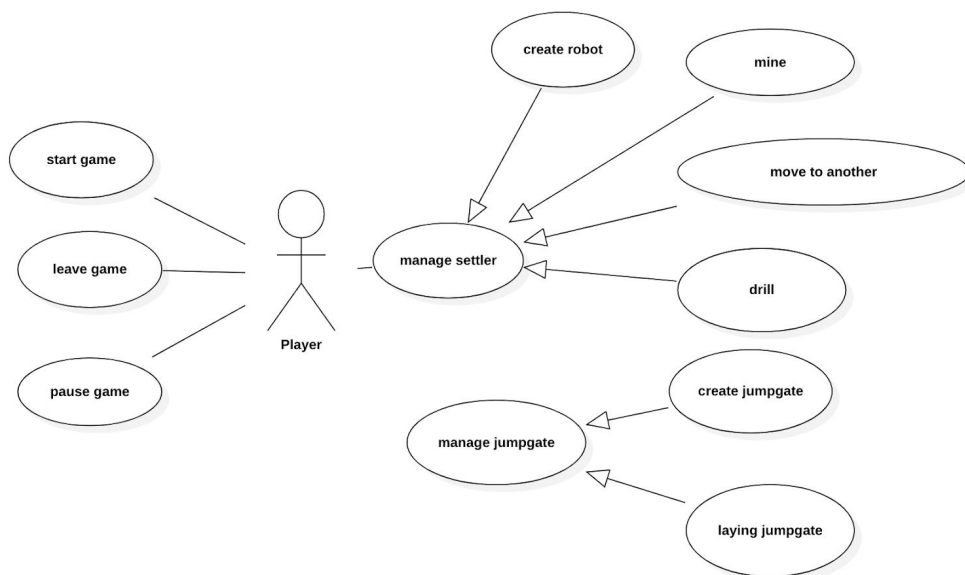 create robot
mine
start game
move to another
manage settler
leave game
drill
Player
pause game
create jumpgate
manage jumpgate
laying jumpgate